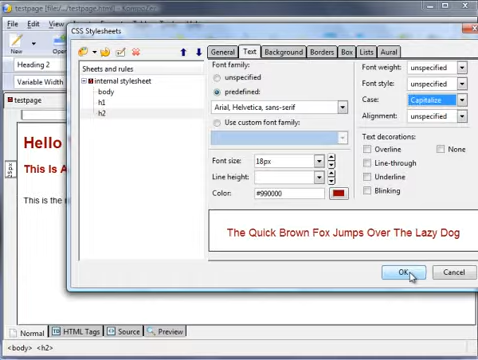 testpage [file:/.../testpage.html]
File
CSS Stylesheets
New
Heading 2
Variable Width
testpage
Hello
This Is A
This is the
15px
Sheets and rules
internal stylesheet
body
h1
h2
General Text Background Borders Box Lists Aural
Font family:
unspecified
predefined:
Arial, Helvetica, sans-serif
Use custom font family:
Font size: 18px
Line height:
Color: #990000
Font weight: unspecified
Font style: unspecified
Case: Capitalize
Alignment: unspecified
Text decorations:
Overline None
Line-through
Underline
Blinking
The Quick Brown Fox Jumps Over The Lazy Dog
OK Cancel
Normal HTML Tags Source Preview
<body> <h2>